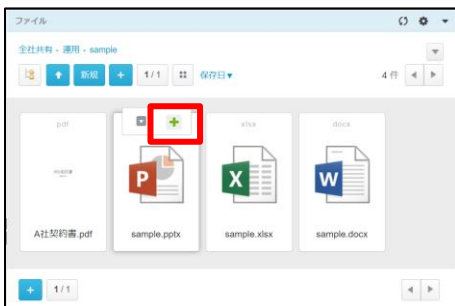 ファイル
全社共有 - 運用 - sample
新規
+
1/1
保存日▼
4 件
pdf
xlsx
docx
P
X
W
A社契約書.pdf
sample.pptx
sample.xlsx
sample.docx
+
1/1